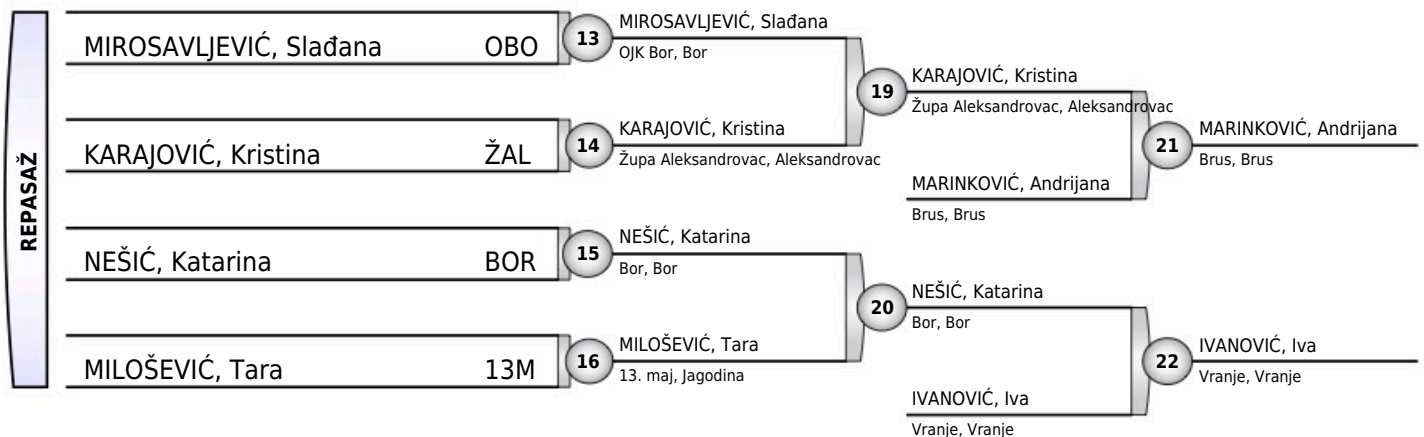 REPASAŽ
MIROSAVLJEVIĆ, Slađana OBO
13
MIROSAVLJEVIĆ, Slađana
OJK Bor, Bor
KARAJOVIĆ, Kristina ŽAL
14
KARAJOVIĆ, Kristina
Župa Aleksandrovac, Aleksandrovac
NEŠIĆ, Katarina BOR
15
NEŠIĆ, Katarina
Bor, Bor
MILOŠEVIĆ, Tara 13M
16
MILOŠEVIĆ, Tara
13. maj, Jagodina
19
KARAJOVIĆ, Kristina
Župa Aleksandrovac, Aleksandrovac
MARINKOVIĆ, Andrijana
Brus, Brus
20
NEŠIĆ, Katarina
Bor, Bor
IVANOVIĆ, Iva
Vranje, Vranje
21
MARINKOVIĆ, Andrijana
Brus, Brus
22
IVANOVIĆ, Iva
Vranje, Vranje